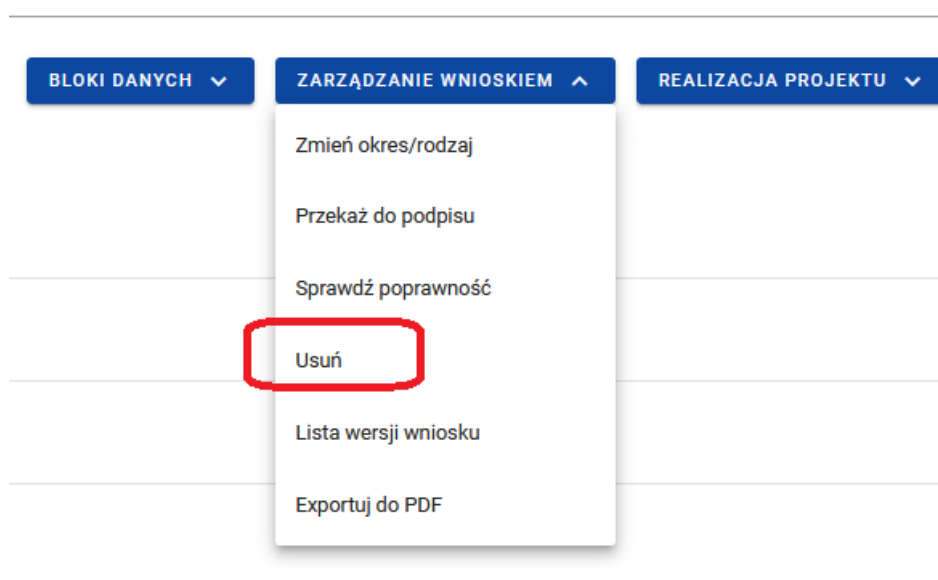 BLOKI DANYCH
ZARZĄDZANIE WNIOSKIEM
REALIZACJA PROJEKTU
Zmień okres/rodzaj
Przekaż do podpisu
Sprawdź poprawność
Usuń
Lista wersji wniosku
Exportuj do PDF